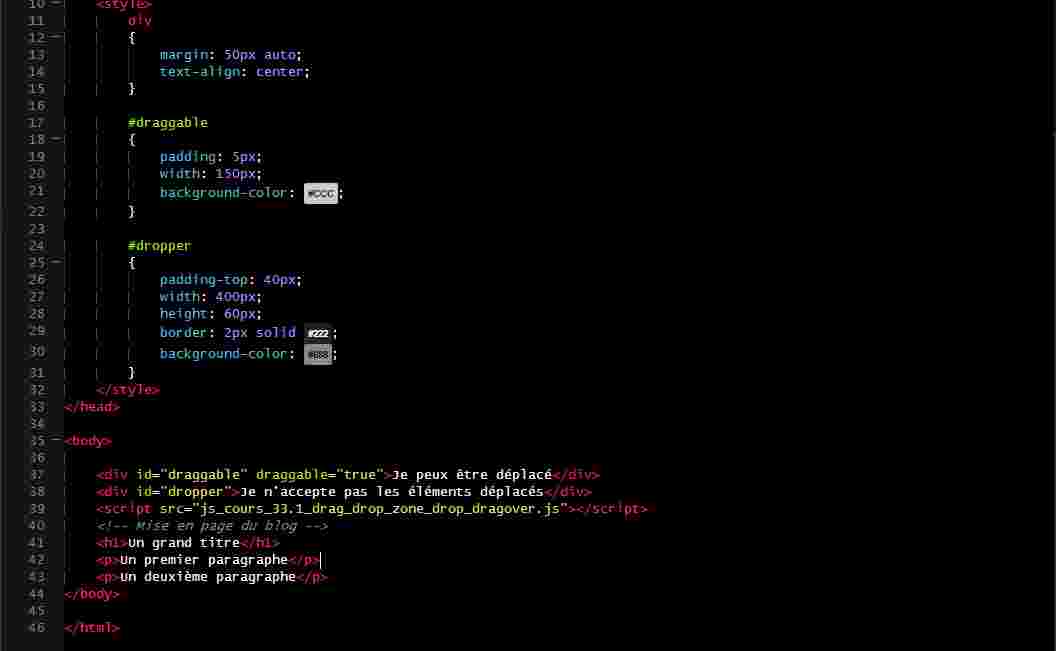 10 <style>
11 div
12 {
13 margin: 50px auto;
14 text-align: center;
15 }
16
17 #draggable
18 {
19 padding: 5px;
20 width: 150px;
21 background-color: #CCC;
22 }
23
24 #dropper
25 {
26 padding-top: 40px;
27 width: 400px;
28 height: 60px;
29 border: 2px solid #222;
30 background-color: #888;
31 }
32 </style>
33 </head>
34
35 <body>
36
37 <div id="draggable" draggable="true">Je peux être déplacé</div>
38 <div id="dropper">Je n'accepte pas les éléments déplacés</div>
39 <script src="js_cours_33.1_drag_drop_zone_drop_dragover.js"></script>
40 <!-- Mise en page du blog -->
41 <h1>Un grand titre</h1>
42 <p>Un premier paragraphe</p>
43 <p>Un deuxième paragraphe</p>
44 </body>
45
46 </html>